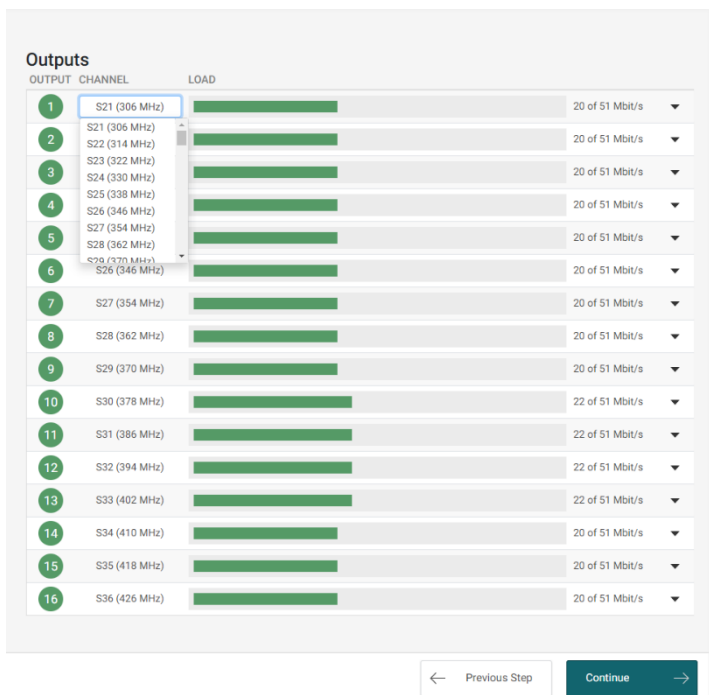 Outputs
OUTPUT CHANNEL LOAD
1 S21 (306 MHz) 20 of 51 Mbit/s
S21 (306 MHz)
2 S22 (314 MHz) 20 of 51 Mbit/s
S23 (322 MHz)
3 S24 (330 MHz) 20 of 51 Mbit/s
S25 (338 MHz)
4 S26 (346 MHz) 20 of 51 Mbit/s
S27 (354 MHz)
5 S28 (362 MHz) 20 of 51 Mbit/s
S29 (370 MHz)
6 S26 (346 MHz) 20 of 51 Mbit/s
7 S27 (354 MHz) 20 of 51 Mbit/s
8 S28 (362 MHz) 20 of 51 Mbit/s
9 S29 (370 MHz) 20 of 51 Mbit/s
10 S30 (378 MHz) 22 of 51 Mbit/s
11 S31 (386 MHz) 22 of 51 Mbit/s
12 S32 (394 MHz) 22 of 51 Mbit/s
13 S33 (402 MHz) 22 of 51 Mbit/s
14 S34 (410 MHz) 20 of 51 Mbit/s
15 S35 (418 MHz) 20 of 51 Mbit/s
16 S36 (426 MHz) 20 of 51 Mbit/s
Previous Step Continue